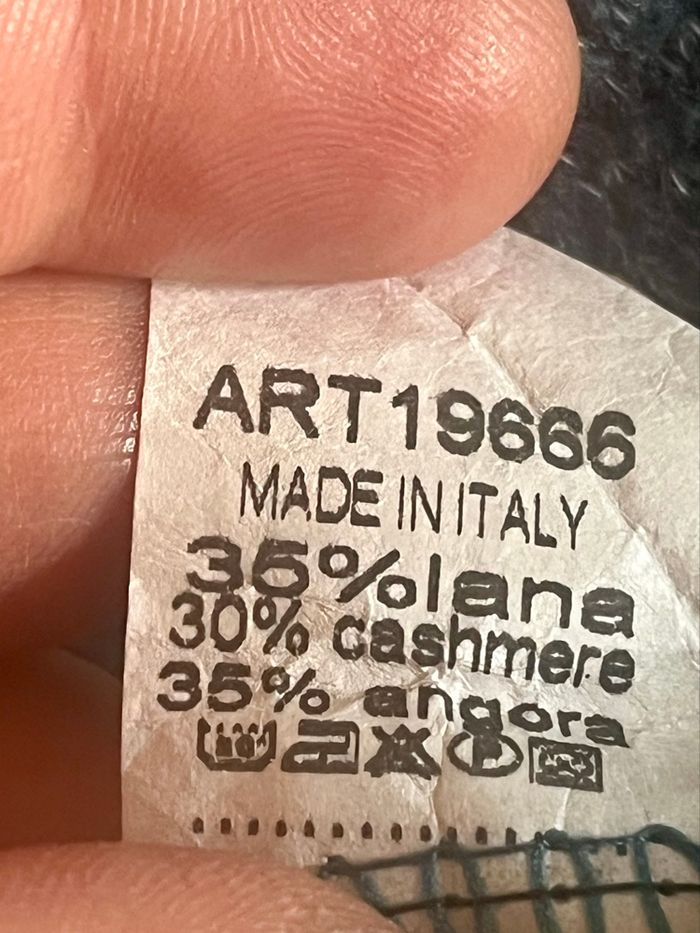 ART19666
MADE IN ITALY
35%lana
30% cashmere
35% angora